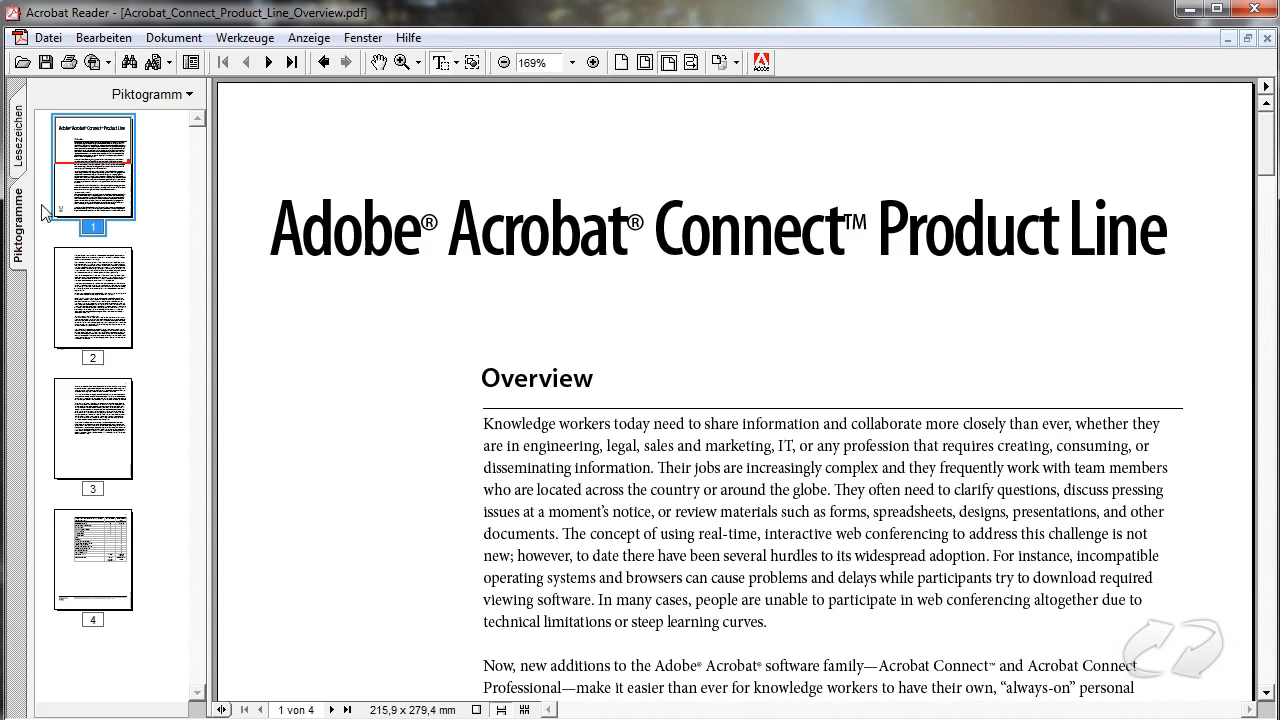 Acrobat Reader - [Acrobat_Connect_Product_Line_Overview.pdf]
Datei Bearbeiten Dokument Werkzeuge Anzeige Fenster Hilfe
169%
Adobe
Piktogramm
Lesezeichen
Piktogramme
Adobe® Acrobat® Connect™ Product Line
1
2
3
4
Adobe® Acrobat® Connect™ Product Line
Overview
Knowledge workers today need to share information and collaborate more closely than ever, whether they
are in engineering, legal, sales and marketing, IT, or any profession that requires creating, consuming, or
disseminating information. Their jobs are increasingly complex and they frequently work with team members
who are located across the country or around the globe. They often need to clarify questions, discuss pressing
issues at a moment’s notice, or review materials such as forms, spreadsheets, designs, presentations, and other
documents. The concept of using real-time, interactive web conferencing to address this challenge is not
new; however, to date there have been several hurdles to its widespread adoption. For instance, incompatible
operating systems and browsers can cause problems and delays while participants try to download required
viewing software. In many cases, people are unable to participate in web conferencing altogether due to
technical limitations or steep learning curves.
Now, new additions to the Adobe® Acrobat® software family—Acrobat Connect™ and Acrobat Connect
Professional—make it easier than ever for knowledge workers to have their own, “always-on” personal
1 von 4
215,9 x 279,4 mm